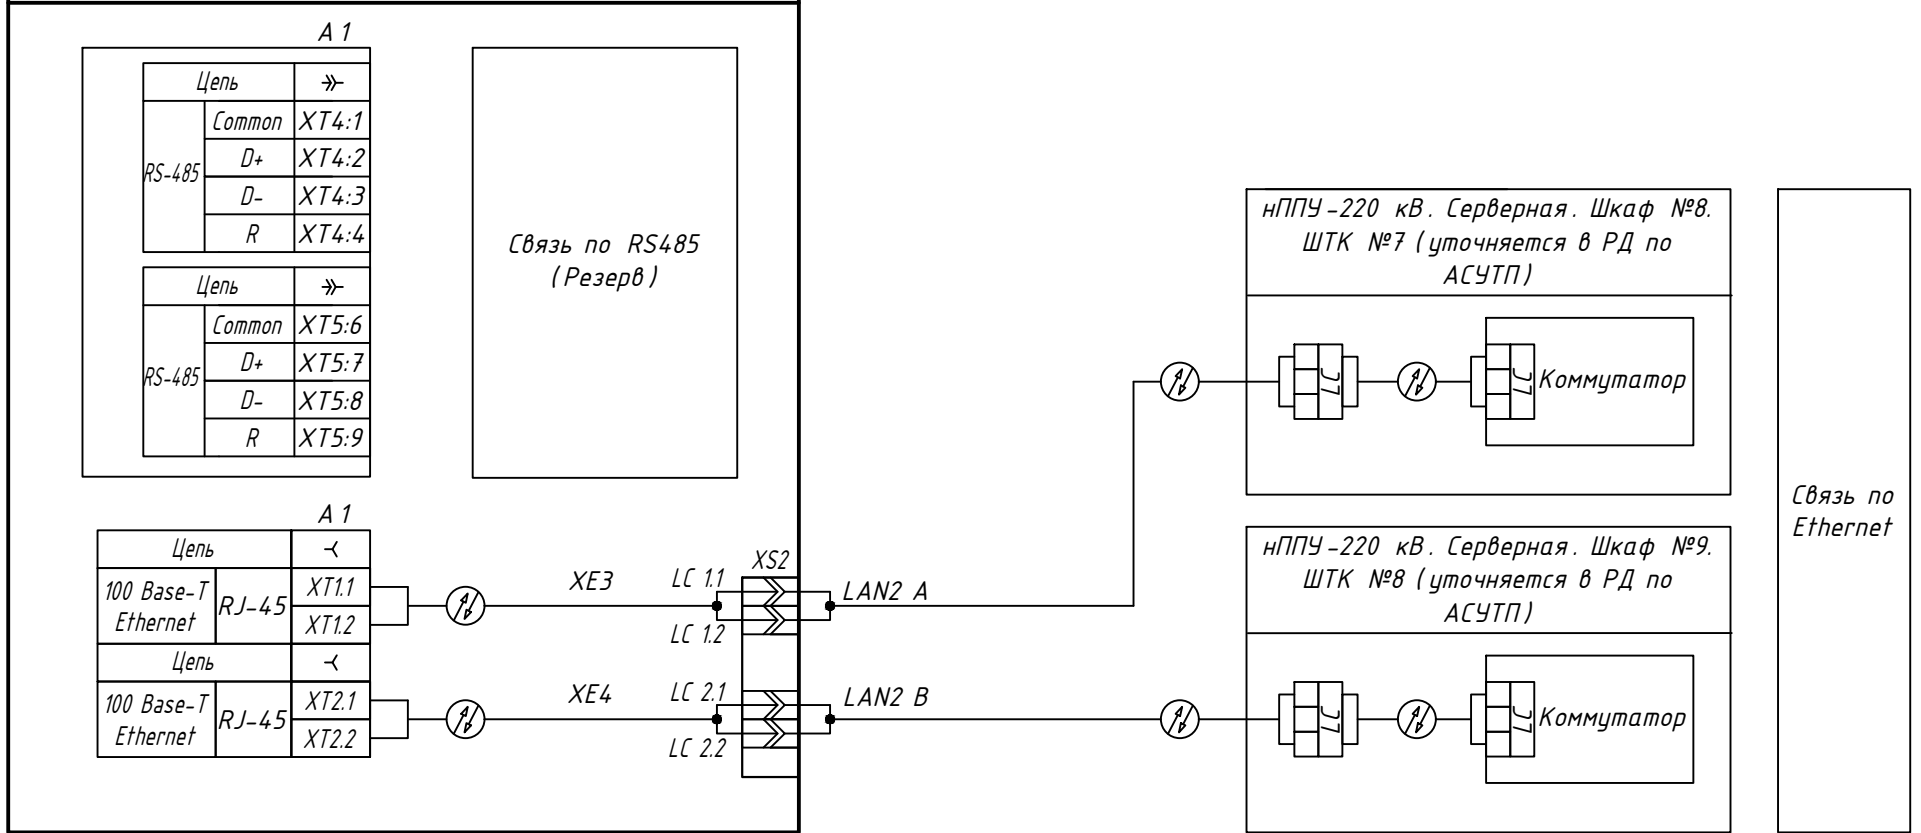 A1
Цепь
Common XT4:1
RS-485
D+ XT4:2
D- XT4:3
R XT4:4
Цепь
Common XT5:6
RS-485
D+ XT5:7
D- XT5:8
R XT5:9
Связь по RS485
(Резерв)
A1
Цепь
100 Base-T
Ethernet
RJ-45
XT1.1
XT1.2
Цепь
100 Base-T
Ethernet
RJ-45
XT2.1
XT2.2
XE3
XE4
XS2
LC 1.1
LC 1.2
LC 2.1
LC 2.2
LAN2 A
LAN2 B
нППУ-220 кВ. Серверная. Шкаф №8.
ШТК №7 (уточняется в РД по
АСУТП)
LC
LC
Коммутатор
нППУ-220 кВ. Серверная. Шкаф №9.
ШТК №8 (уточняется в РД по
АСУТП)
LC
LC
Коммутатор
Связь по
Ethernet